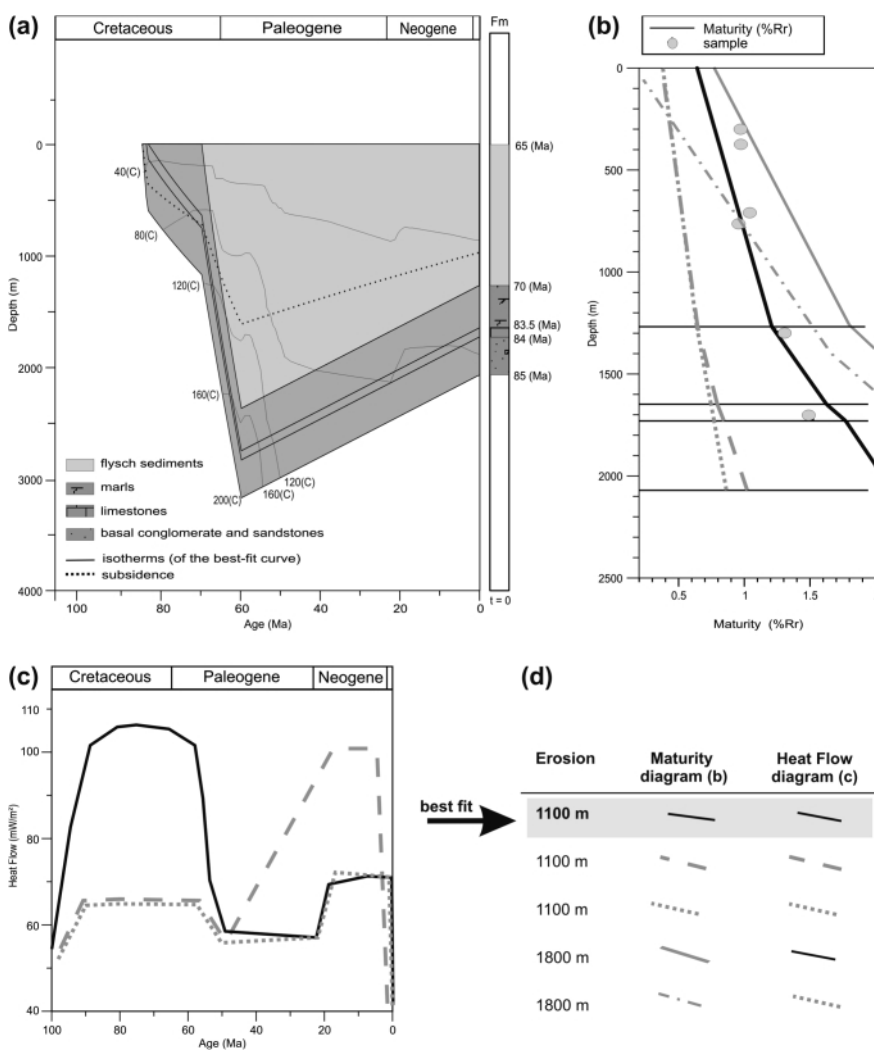 (a)
Cretaceous Paleogene Neogene
Fm
0
1000
2000
3000
4000
Depth (m)
40(C)
80(C)
120(C)
160(C)
200(C)
160(C)
120(C)
65 (Ma)
70 (Ma)
83.5 (Ma)
84 (Ma)
85 (Ma)
flysch sediments
marls
limestones
basal conglomerate and sandstones
isotherms (of the best-fit curve)
subsidence
100 80 60 40 20 0
t = 0
Age (Ma)
(b)
Maturity (%Rr)
sample
0
500
1000
1500
2000
2500
Depth (m)
0.5 1 1.5
Maturity (%Rr)
(c)
Cretaceous Paleogene Neogene
110
100
80
60
40
Heat Flow (mW/m²)
100 80 60 40 20 0
Age (Ma)
best fit
(d)
Erosion Maturity Heat Flow
diagram (b) diagram (c)
1100 m
1100 m
1100 m
1800 m
1800 m